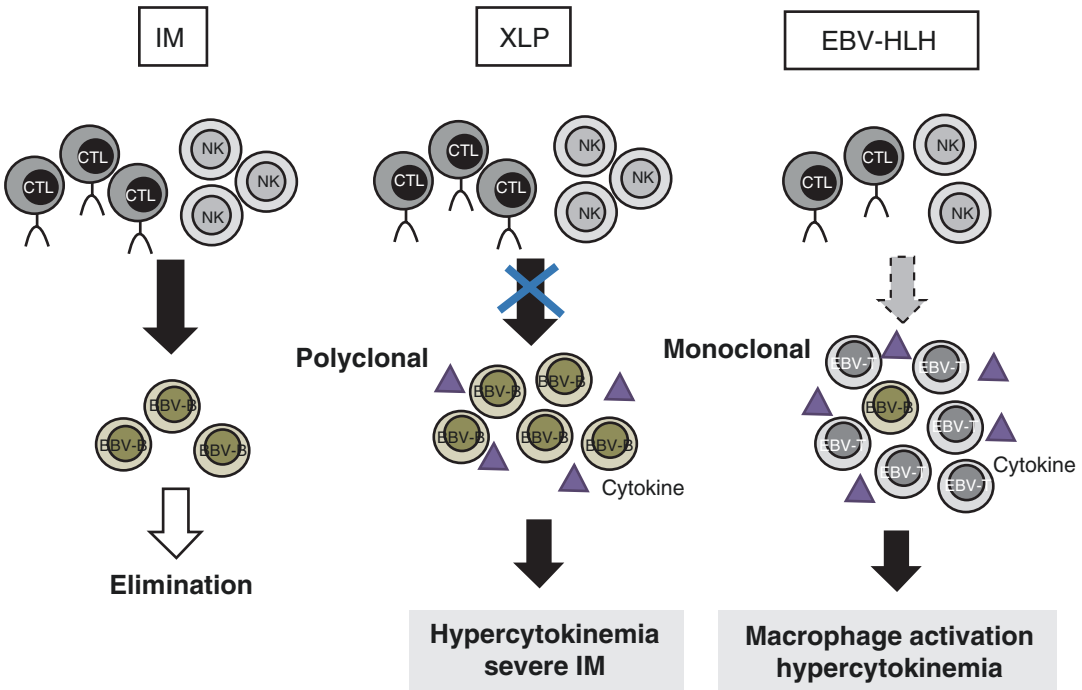 IM
XLP
EBV-HLH
CTL
CTL
CTL
NK
NK
NK
CTL
CTL
CTL
NK
NK
NK
CTL
CTL
NK
NK
Polyclonal
Monoclonal
EBV-B
EBV-B
EBV-B
EBV-B
EBV-B
EBV-B
EBV-B
EBV-B
Cytokine
EBV-T
EBV-T
EBV-B
EBV-T
EBV-T
EBV-T
EBV-T
Cytokine
Elimination
Hypercytokinemia
severe IM
Macrophage activation
hypercytokinemia